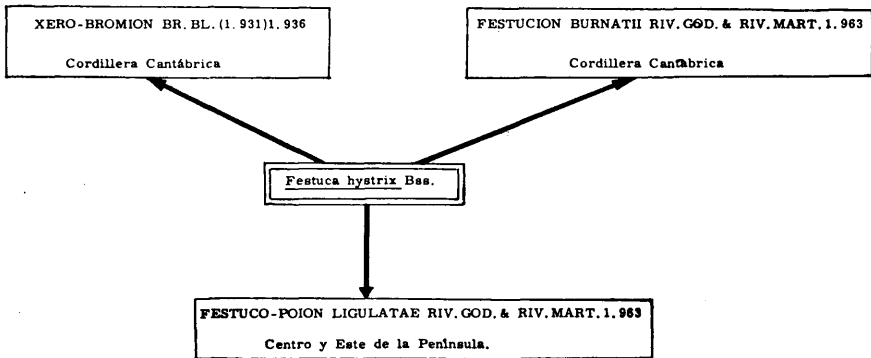 XERO-BROMION BR. BL. (1.931)1.936
Cordillera Cantábrica
FESTUCION BURNATII RIV. GOD. & RIV. MART. 1.963
Cordillera Cantabrica
Festuca hystrix Bss.
FESTUCO-POION LIGULATAE RIV. GOD. & RIV. MART. 1.963
Centro y Este de la Península.